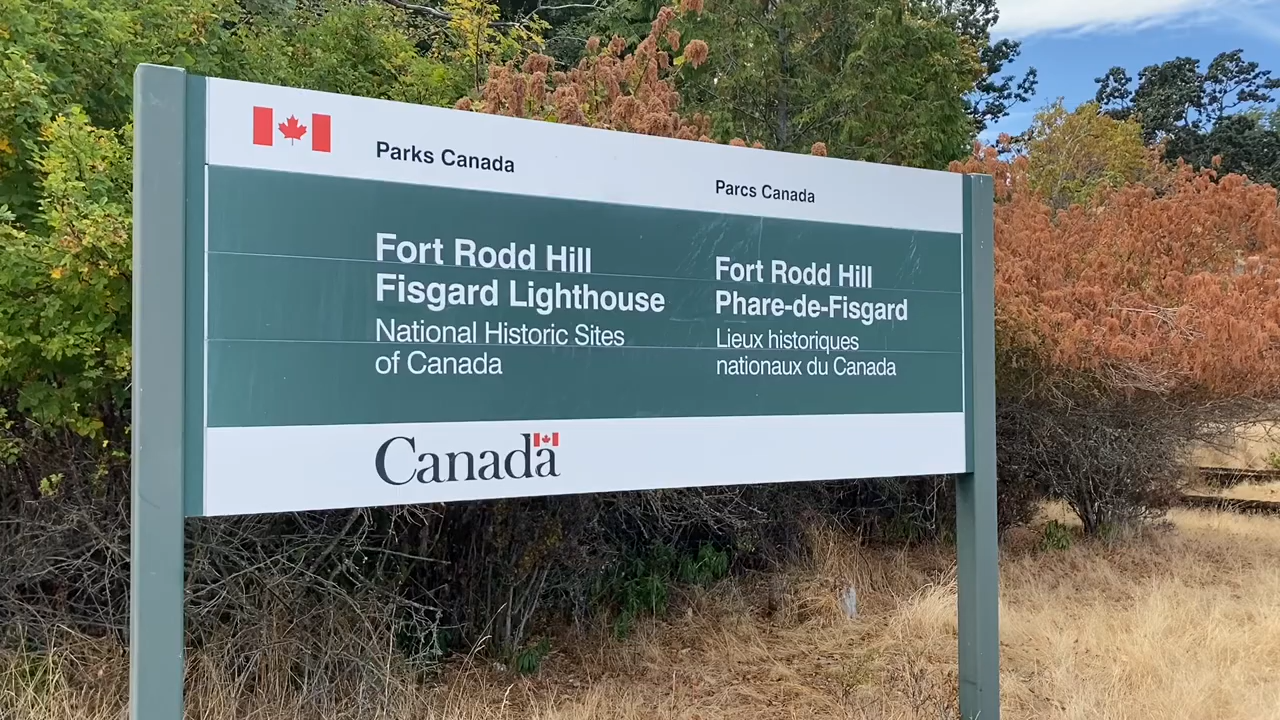 Parks Canada
Parcs Canada
Fort Rodd Hill
Fisgard Lighthouse
National Historic Sites
of Canada
Fort Rodd Hill
Phare-de-Fisgard
Lieux historiques
nationaux du Canada
Canada